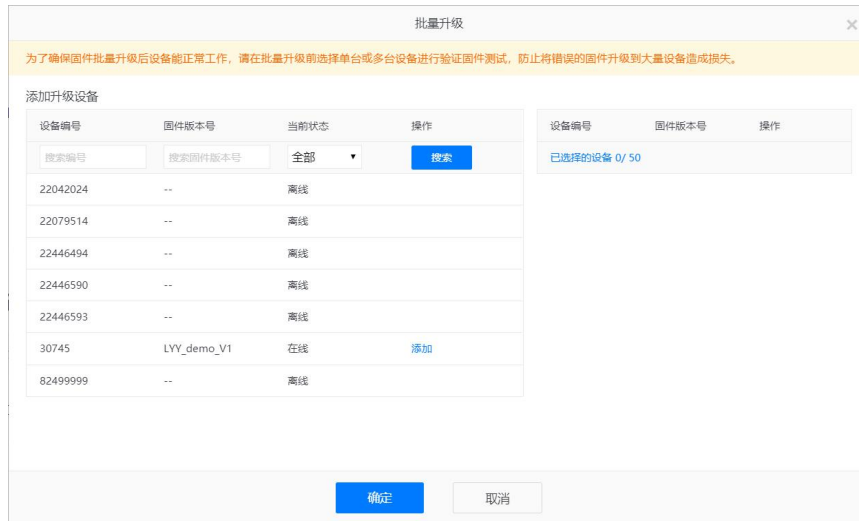 批量升级
×
为了确保固件批量升级后设备能正常工作，请在批量升级前选择单台或多台设备进行验证固件测试，防止将错误的固件升级到大量设备造成损失。
添加升级设备
设备编号 固件版本号 当前状态 操作
搜索编号 搜索固件版本号 全部 ▼ 搜索
22042024 -- 离线
22079514 -- 离线
22446494 -- 离线
22446590 -- 离线
22446593 -- 离线
30745 LYY_demo_V1 在线 添加
82499999 -- 离线
设备编号 固件版本号 操作
已选择的设备 0/ 50
确定 取消